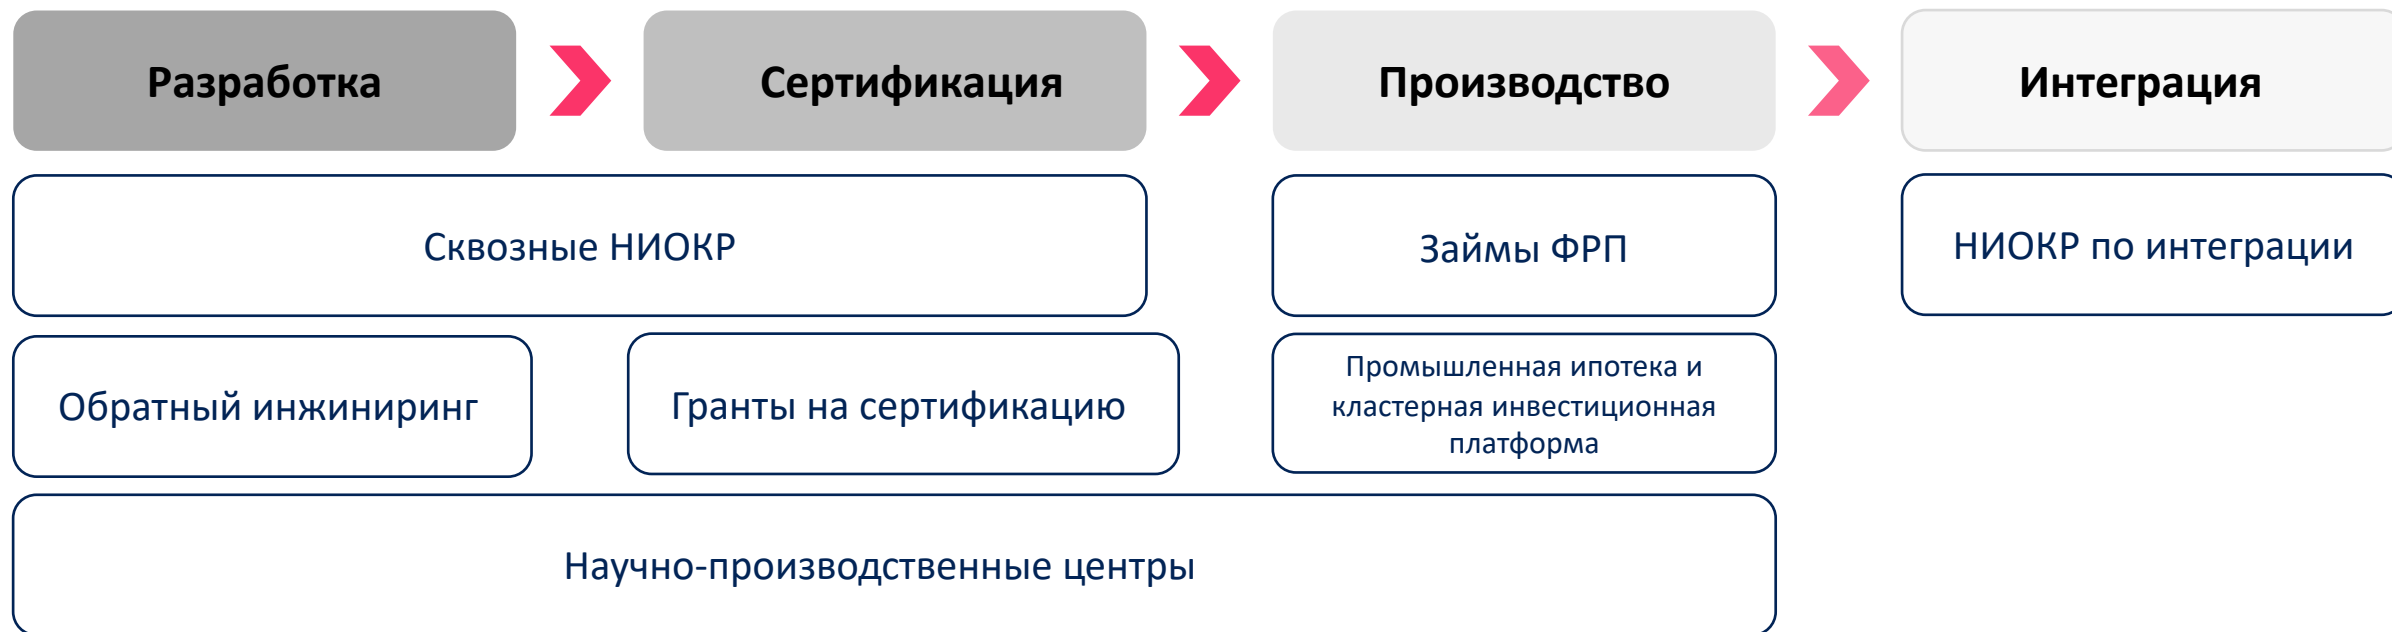 Разработка
Сертификация
Производство
Интеграция
Сквозные НИОКР
Займы ФРП
НИОКР по интеграции
Обратный инжиниринг
Гранты на сертификацию
Промышленная ипотека и
кластерная инвестиционная
платформа
Научно-производственные центры